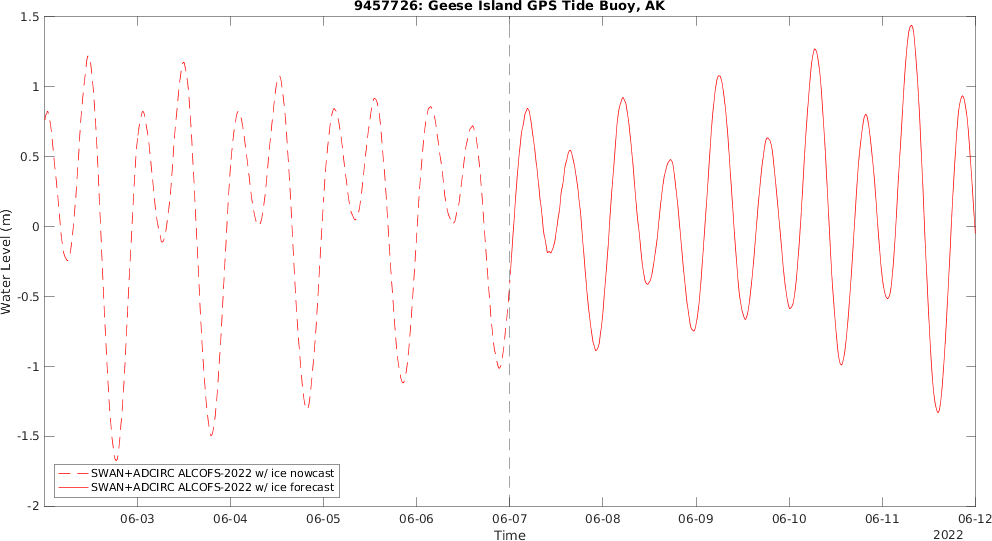 9457726: Geese Island GPS Tide Buoy, AK
1.5
1
0.5
0
-0.5
-1
-1.5
-2
Water Level (m)
SWAN+ADCIRC ALCOFS-2022 w/ ice nowcast
SWAN+ADCIRC ALCOFS-2022 w/ ice forecast
06-03 06-04 06-05 06-06 06-07 06-08 06-09 06-10 06-11 06-12
Time
2022